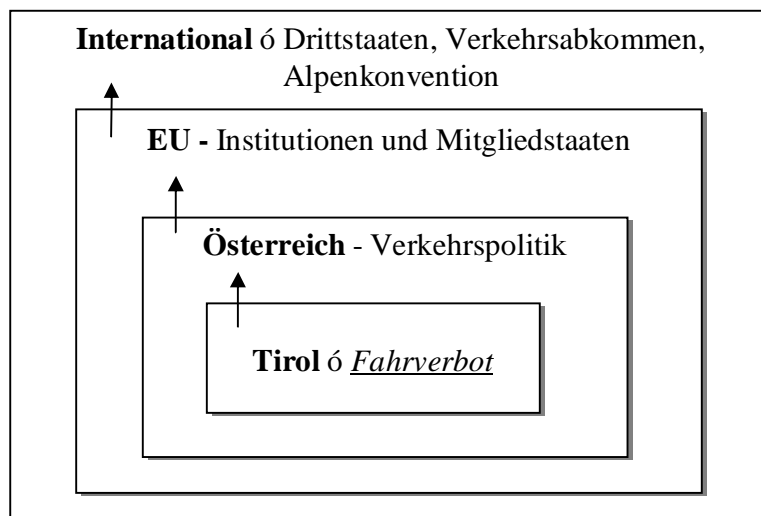 International ó Drittstaaten, Verkehrsabkommen,
Alpenkonvention
EU - Institutionen und Mitgliedstaaten
Österreich - Verkehrspolitik
Tirol ó Fahrverbot